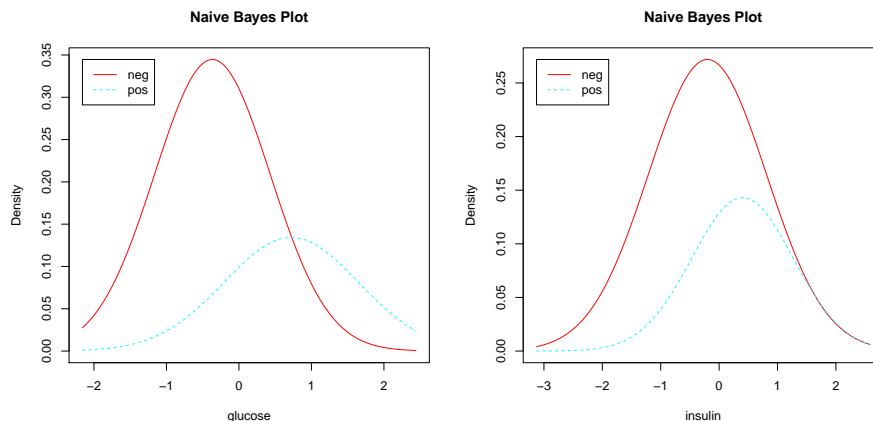 Naive Bayes Plot
Density
0.00 0.05 0.10 0.15 0.20 0.25 0.30 0.35
neg
pos
−2 −1 0 1 2
glucose
Naive Bayes Plot
Density
0.00 0.05 0.10 0.15 0.20 0.25
neg
pos
−3 −2 −1 0 1 2
insulin